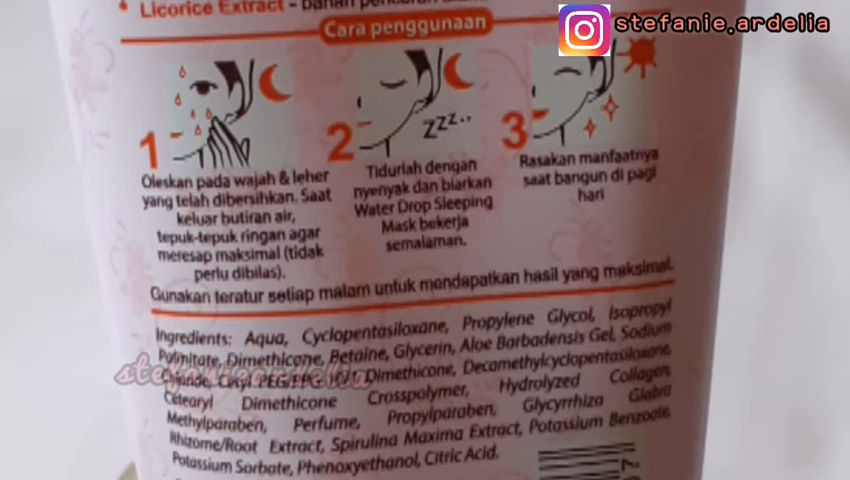 Licorice Extract –
Cara penggunaan
stefanie.ardelia
1
2
zzz..
3
Oleskan pada wajah & leher
yang telah dibersihkan. Saat
keluar butiran air,
tepuk-tepuk ringan agar
meresap maksimal (tidak
perlu dibilas).
Tidurlah dengan
nyenyak dan biarkan
Water Drop Sleeping
Mask bekerja
semalaman.
Rasakan manfaatnya
saat bangun di pagi
hari
Gunakan teratur setiap malam untuk mendapatkan hasil yang maksimal.
Ingredients: Aqua, Cyclopentasiloxane, Propylene Glycol, Isopropyl
Palmitate, Dimethicone, Betaine, Glycerin, Aloe Barbadensis Gel, Sodium
Dimethicone, Decamethylcyclopentasiloxane,
Cetearyl Dimethicone Crosspolymer, Hydrolyzed Collagen,
Methylparaben, Perfume, Propylparaben, Glycyrrhiza Glabra
Rhizome/Root Extract, Spirulina Maxima Extract, Potassium Benzoate,
Potassium Sorbate, Phenoxyethanol, Citric Acid.
stefanie.ardelia